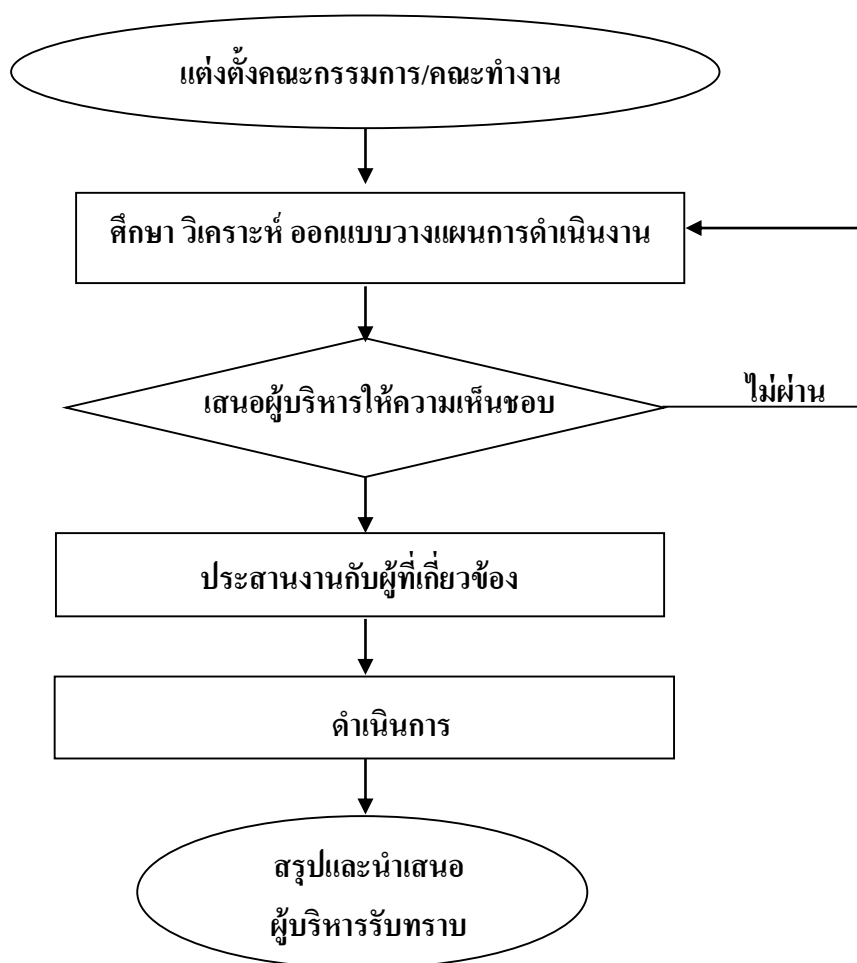 แต่งตั้งคณะกรรมการ/คณะทำงาน
ศึกษา วิเคราะห์ ออกแบบวางแผนการดำเนินงาน
เสนอผู้บริหารให้ความเห็นชอบ
ไม่ผ่าน
ประสานงานกับผู้ที่เกี่ยวข้อง
ดำเนินการ
สรุปและนำเสนอ
ผู้บริหารรับทราบ